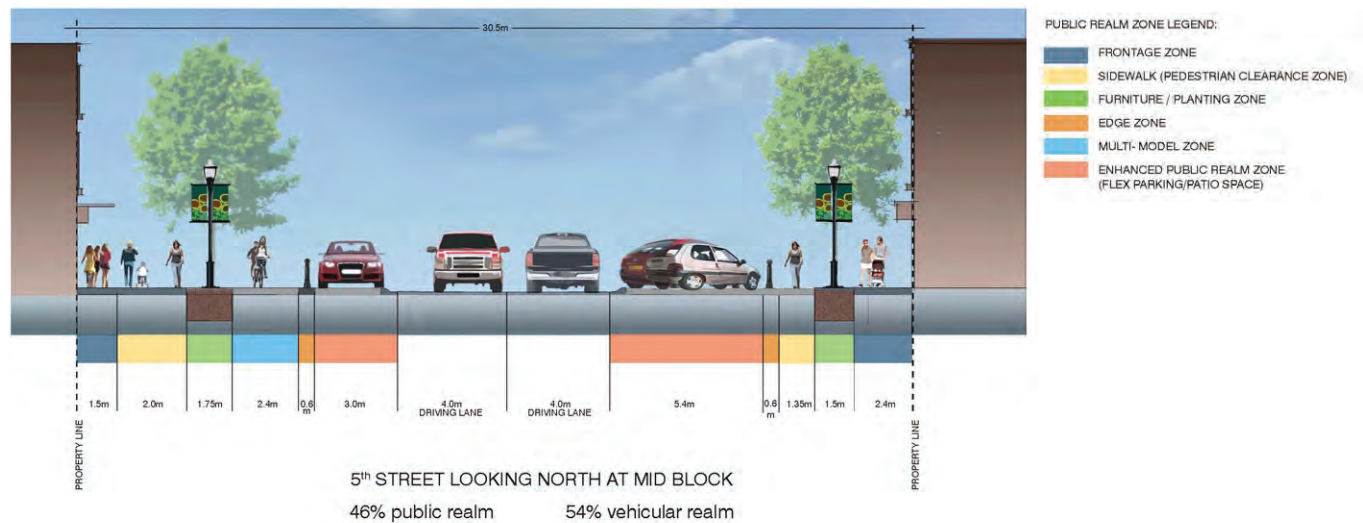 30.5m
PUBLIC REALM ZONE LEGEND:
FRONTAGE ZONE
SIDEWALK (PEDESTRIAN CLEARANCE ZONE)
FURNITURE / PLANTING ZONE
EDGE ZONE
MULTI- MODEL ZONE
ENHANCED PUBLIC REALM ZONE
(FLEX PARKING/PATIO SPACE)
1.5m
2.0m
1.75m
2.4m
0.6
m
3.0m
4.0m
DRIVING LANE
4.0m
DRIVING LANE
5.4m
0.6
m
1.35m
1.5m
2.4m
PROPERTY LINE
PROPERTY LINE
5th STREET LOOKING NORTH AT MID BLOCK
46% public realm 54% vehicular realm